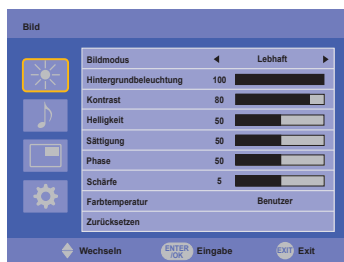 Bild
Bildmodus Lebhaft
Hintergrundbeleuchtung 100
Kontrast 80
Helligkeit 50
Sättigung 50
Phase 50
Schärfe 5
Farbtemperatur Benutzer
Zurücksetzen
Wechseln ENTER /OK Eingabe EXIT Exit